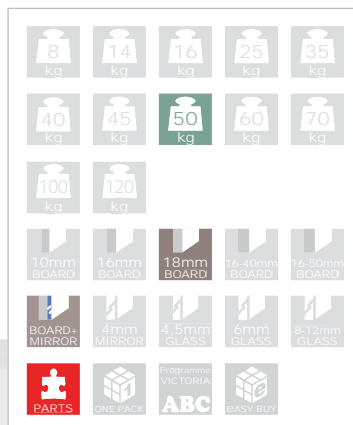 8 kg 14 kg 16 kg 25 kg 35 kg
40 kg 45 kg 50 kg 60 kg 70 kg
100 kg 120 kg
10mm BOARD 16mm BOARD 18mm BOARD 16-40mm BOARD 16-50mm BOARD
BOARD+ MIRROR 4mm MIRROR 4,5mm GLASS 6mm GLASS 8-12mm GLASS
PARTS ONE PACK 1 Programme VICTORIA ABC e eASY BUY